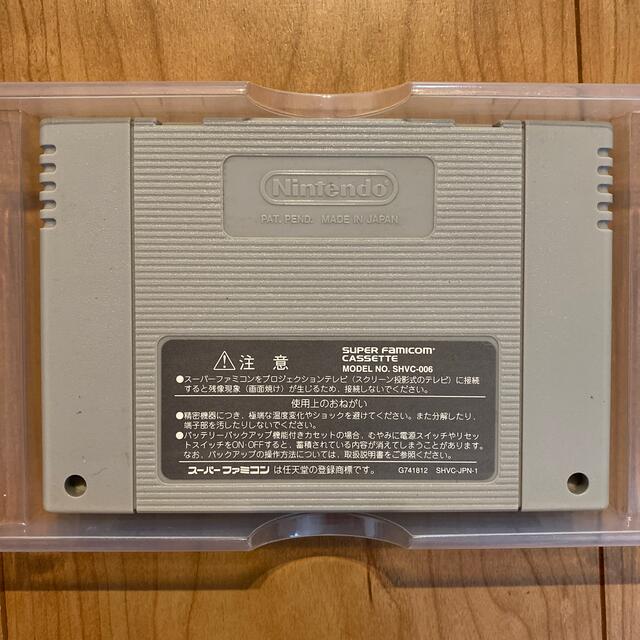 Nintendo
PAT. PEND. MADE IN JAPAN
⚠注意
SUPER FAMICOM
CASSETTE
MODEL NO. SHVC-006
●スーパーファミコンをプロジェクションテレビ（スクリーン投影式のテレビ）に接続
すると残像現象（画面焼け）が生じるため、接続しないでください。
使用上のおねがい
●精密機器につき、極端な温度変化やショックを避けてください。また分解したり、
端子部を汚したりしないでください。
●バッテリーバックアップ機能付きカセットの場合、むやみに電源スイッチやリセッ
トスイッチをON OFFすると、蓄積されている内容が消えてしまうことがあります。
なお、バックアップの操作方法については、取扱説明書をご参照ください。
スーパーファミコン は任天堂の登録商標です。
G741812 SHVC-JPN-1